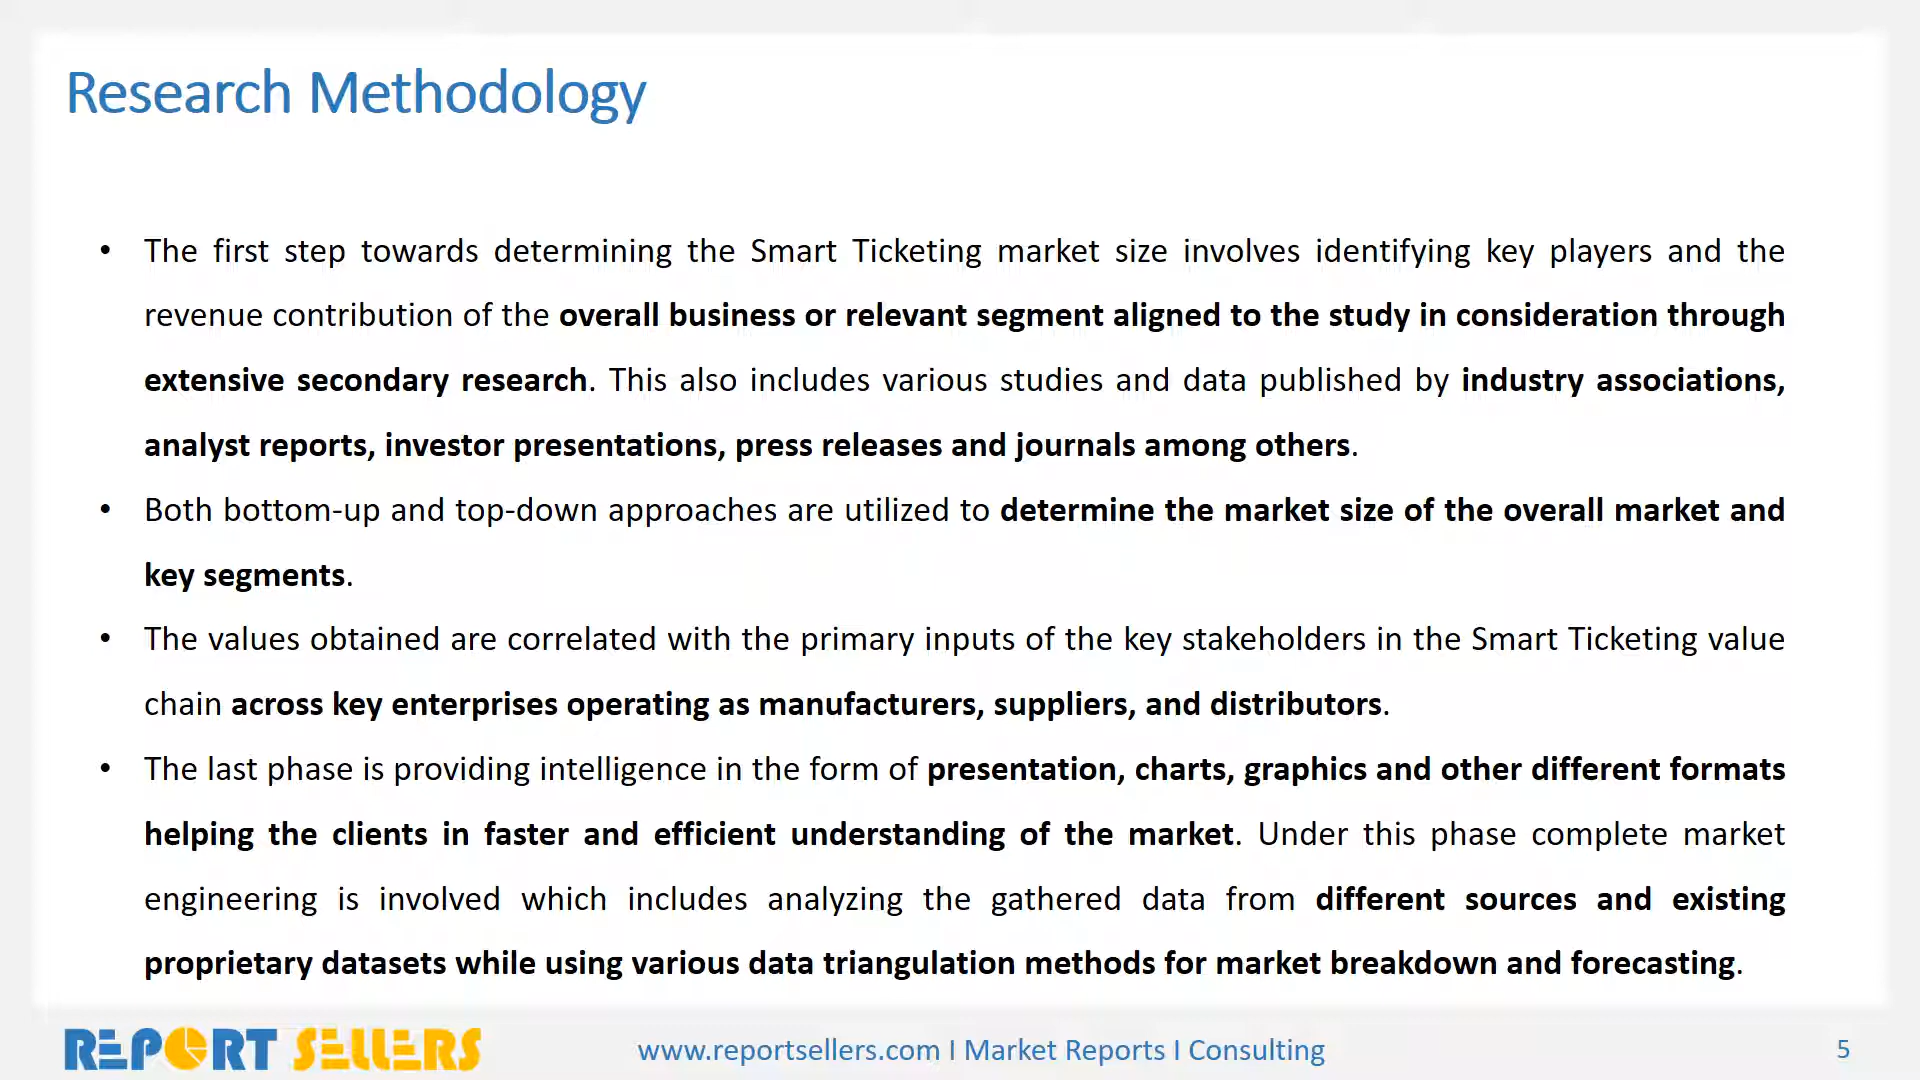 Research Methodology
• The first step towards determining the Smart Ticketing market size involves identifying key players and the
revenue contribution of the overall business or relevant segment aligned to the study in consideration through
extensive secondary research. This also includes various studies and data published by industry associations,
analyst reports, investor presentations, press releases and journals among others.
• Both bottom-up and top-down approaches are utilized to determine the market size of the overall market and
key segments.
• The values obtained are correlated with the primary inputs of the key stakeholders in the Smart Ticketing value
chain across key enterprises operating as manufacturers, suppliers, and distributors.
• The last phase is providing intelligence in the form of presentation, charts, graphics and other different formats
helping the clients in faster and efficient understanding of the market. Under this phase complete market
engineering is involved which includes analyzing the gathered data from different sources and existing
proprietary datasets while using various data triangulation methods for market breakdown and forecasting.
REPORT SELLERS
www.reportsellers.com I Market Reports I Consulting
5